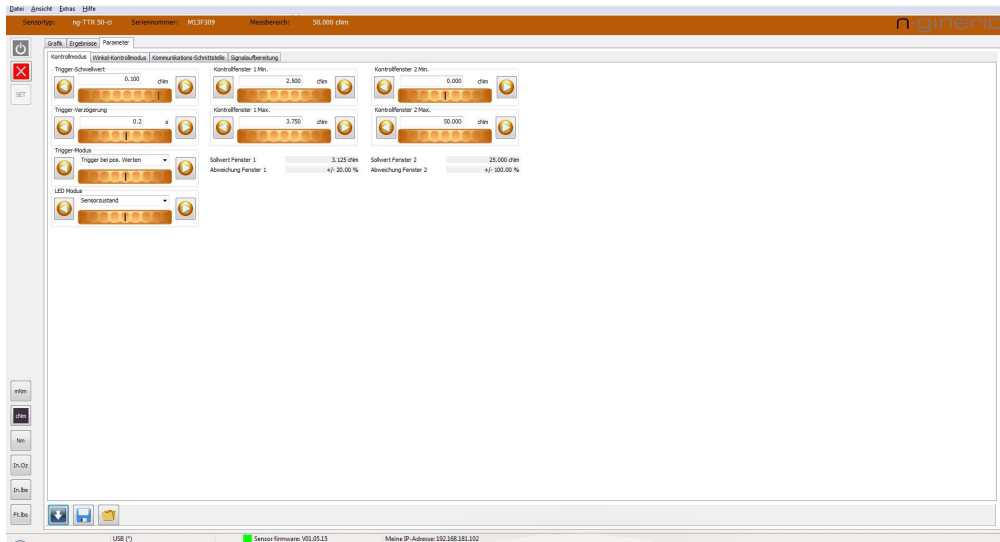 Datei Ansicht Extras Hilfe
Sensortyp: ng-TTR 50-ci Seriennummer: M13F309 Messbereich: 50.000 cNm
n-gineric
Grafik Ergebnisse Parameter
Kontrollmodus Winkel-Kontrollmodus Kommunikations-Schnittstelle Signalaufbereitung
Trigger-Schwellwert Kontrollfenster 1 Min. Kontrollfenster 2 Min.
0.100 cNm 2.500 cNm 0.000 cNm
SET
Trigger-Verzögerung Kontrollfenster 1 Max. Kontrollfenster 2 Max.
0.2 s 3.750 cNm 50.000 cNm
Trigger-Modus
Trigger bei pos. Werten Sollwert Fenster 1 3.125 cNm Sollwert Fenster 2 25.000 cNm
Abweichung Fenster 1 +/- 20.00 % Abweichung Fenster 2 +/- 100.00 %
LED Modus
Sensorzustand
mNm
cNm
Nm
In.Oz
In.lbs
Ft.lbs
USB (*) Sensor firmware: V01.05.15 Meine IP-Adresse: 192.168.181.102